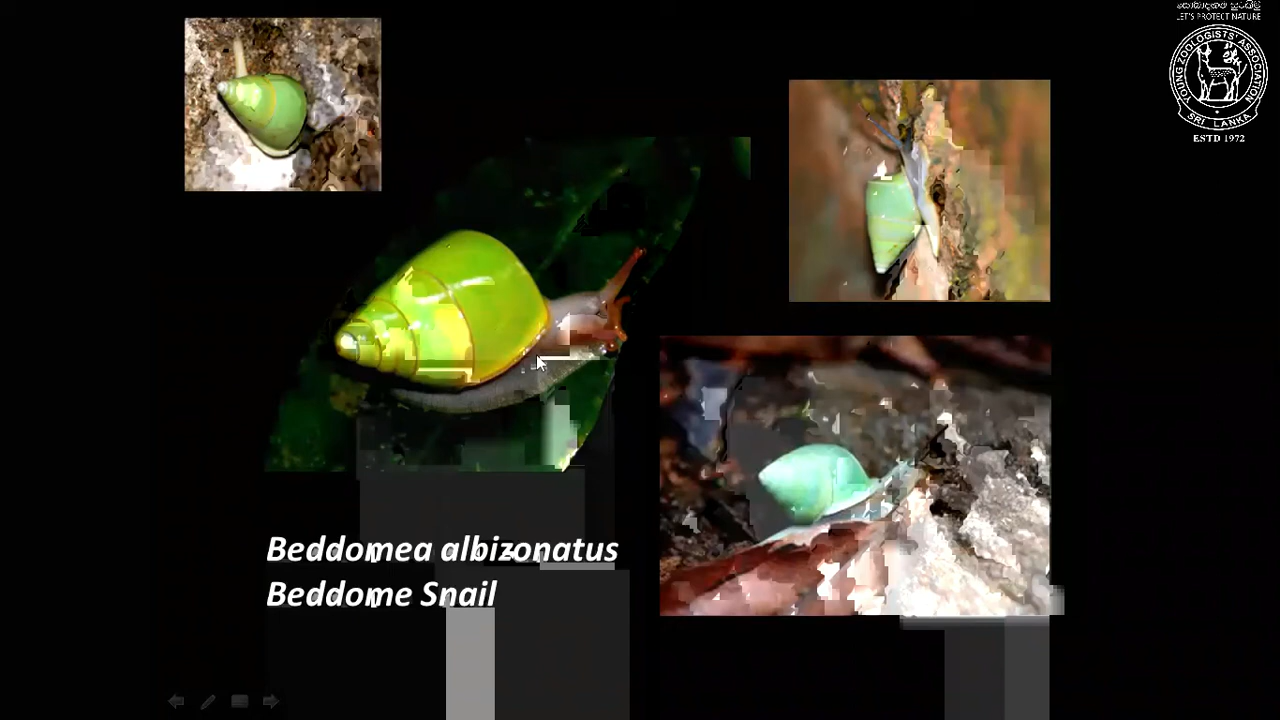 LET'S PROTECT NATURE
YOUNG ZOOLOGISTS' ASSOCIATION
SRI LANKA
ESTD 1972
Beddomea albizonatus
Beddome Snail